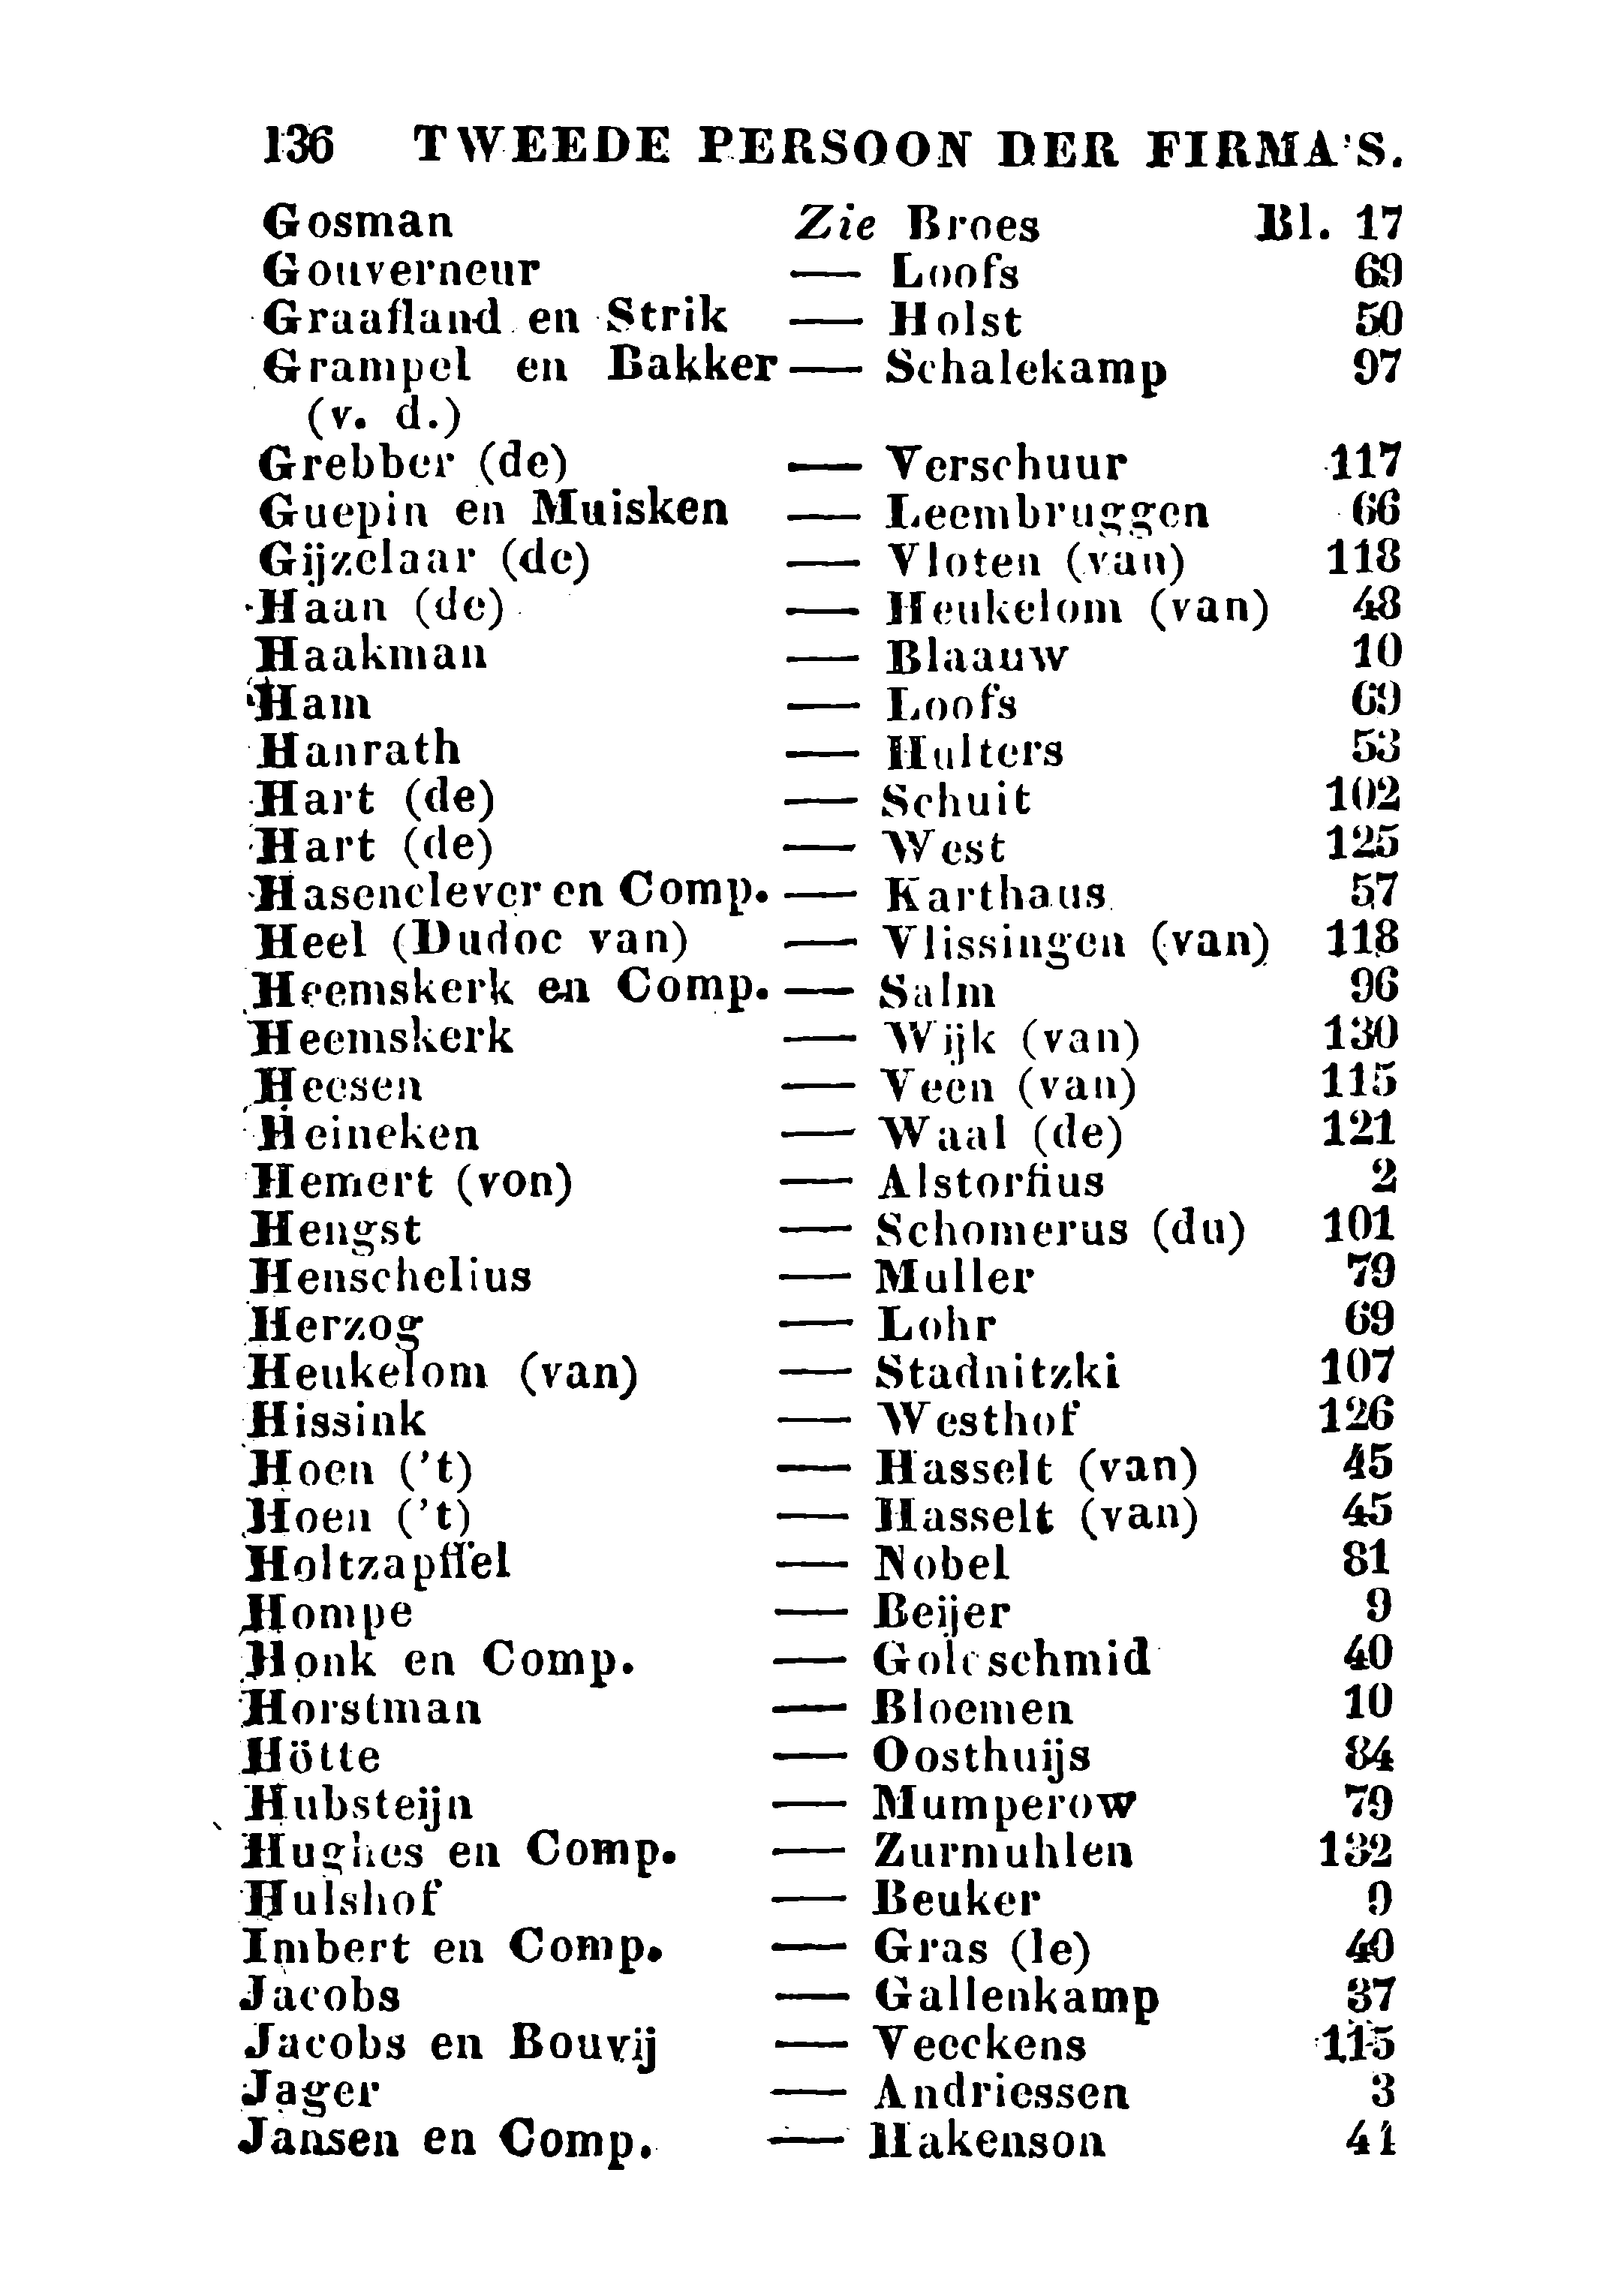 136 TWEEDE PERSOON DER FIRMA'S.
Gosman Zie Broes Bl. 17
Gouverneur — Loofs 69
Graafland en Strik — Holst 50
Grampel en Bakker — Schalekamp 97
(v. d.)
Grebber (de) — Verschuur 117
Guepin en Muisken — Leembruggen 66
Gijzelaar (de) — Vloten (van) 118
Haan (de) — Heukelom (van) 48
Haakman — Blaauw 10
Ham — Loofs 69
Hanrath — Hulters 53
Hart (de) — Schuit 102
Hart (de) — West 125
Hasenclever en Comp. — Karthaus 57
Heel (Dudoc van) — Vlissingen (van) 118
Heemskerk en Comp. — Salm 96
Heemskerk — Wijk (van) 130
Heesen — Veen (van) 115
Heineken — Waal (de) 121
Hemert (von) — Alstorfius 2
Hengst — Schomerus (du) 101
Henschelius — Muller 79
Herzog — Lohr 69
Heukelom (van) — Stadnitzki 107
Hissink — Westhof 126
Hoen ('t) — Hasselt (van) 45
Hoen ('t) — Hasselt (van) 45
Holtzapffel — Nobel 81
Hompe — Beijer 9
Honk en Comp. — Goldschmid 40
Horstman — Bloemen 10
Hötte — Oosthuijs 84
Hubsteijn — Mumperow 79
Hughes en Comp. — Zurmuhlen 132
Hulshof — Beuker 9
Imbert en Comp. — Gras (le) 40
Jacobs — Gallenkamp 37
Jacobs en Bouvij — Veeckens 115
Jager — Andriessen 3
Jansen en Comp. — Hakenson 41